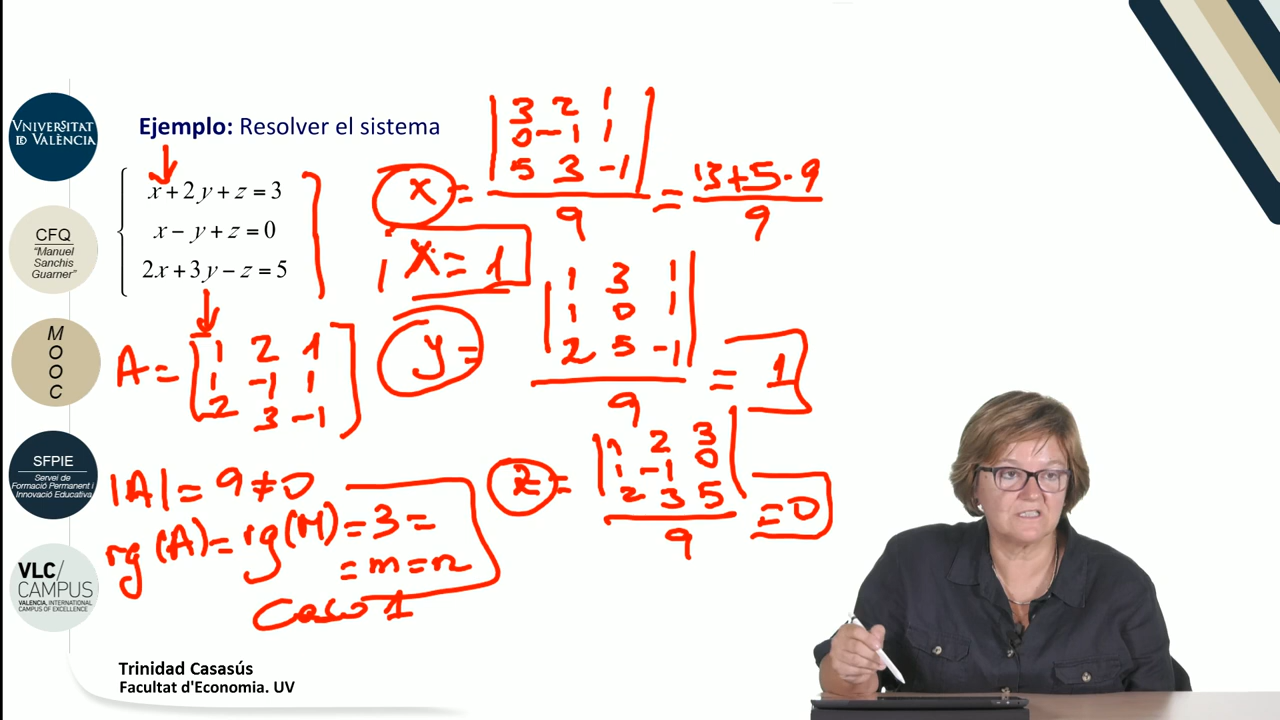 VNIVERSITAT
ID VALÈNCIA
CFQ
"Manuel
Sanchis
Guarner"
M
O
O
C
SFPIE
Servei de
Formació Permanent i
Innovació Educativa
VLC/
CAMPUS
VALENCIA, INTERNATIONAL
CAMPUS OF EXCELLENCE
Ejemplo: Resolver el sistema
x + 2y + z = 3
x − y + z = 0
2x + 3y − z = 5
A =
1 2 1
1 -1 1
2 3 -1
|A| = 9 ≠ 0
rg(A) = rg(M) = 3 =
= m = n
Caso 1
x =
3 2 1
0 -1 1
5 3 -1
9
= 13+5·9
9
x = 1
y =
1 3 1
1 0 1
2 5 -1
9
= 1
z =
1 2 3
1 -1 0
2 3 5
9
= 0
Trinidad Casasús
Facultat d'Economia. UV